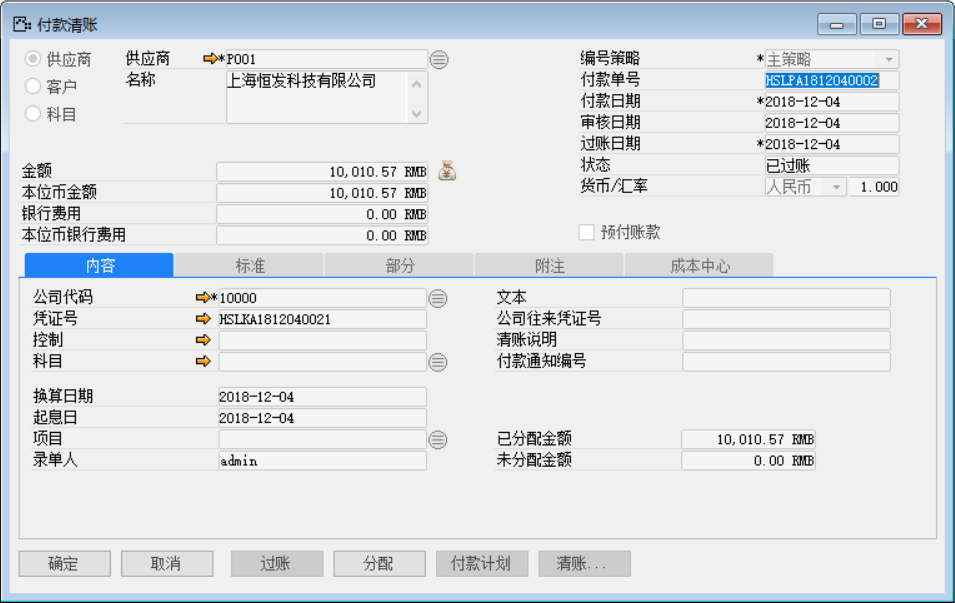 付款清账
供应商
客户
科目
供应商 *P001
名称 上海恒发科技有限公司
编号策略 *主策略
付款单号 HSLPA1812040002
付款日期 *2018-12-04
审核日期 2018-12-04
过账日期 *2018-12-04
状态 已过账
货币/汇率 人民币 1.000
金额 10,010.57 RMB
本位币金额 10,010.57 RMB
银行费用 0.00 RMB
本位币银行费用 0.00 RMB
预付账款
内容 标准 部分 附注 成本中心
公司代码 *10000
凭证号 HSLKA1812040021
控制
科目
换算日期 2018-12-04
起息日 2018-12-04
项目
录单人 admin
文本
公司往来凭证号
清账说明
付款通知编号
已分配金额 10,010.57 RMB
未分配金额 0.00 RMB
确定 取消 过账 分配 付款计划 清账...